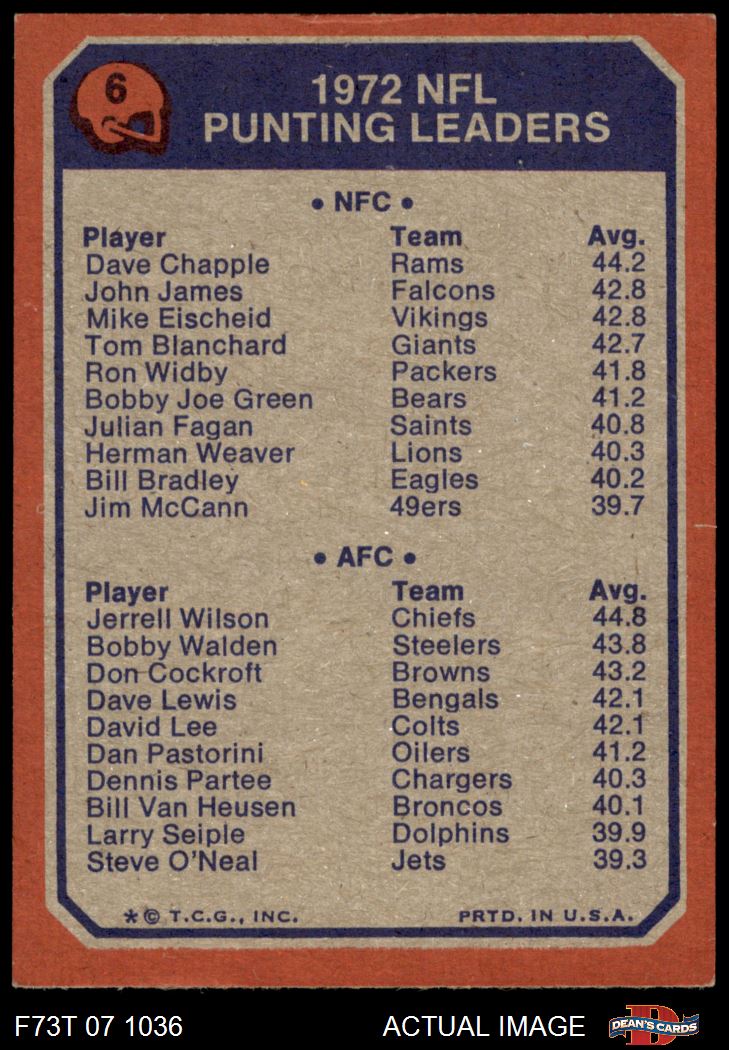 6
1972 NFL
PUNTING LEADERS
• NFC •
Player Team Avg.
Dave Chapple Rams 44.2
John James Falcons 42.8
Mike Eischeid Vikings 42.8
Tom Blanchard Giants 42.7
Ron Widby Packers 41.8
Bobby Joe Green Bears 41.2
Julian Fagan Saints 40.8
Herman Weaver Lions 40.3
Bill Bradley Eagles 40.2
Jim McCann 49ers 39.7
• AFC •
Player Team Avg.
Jerrell Wilson Chiefs 44.8
Bobby Walden Steelers 43.8
Don Cockroft Browns 43.2
Dave Lewis Bengals 42.1
David Lee Colts 42.1
Dan Pastorini Oilers 41.2
Dennis Partee Chargers 40.3
Bill Van Heusen Broncos 40.1
Larry Seiple Dolphins 39.9
Steve O'Neal Jets 39.3
*© T.C.G., INC. PRTD. IN U.S.A.
F73T 07 1036 ACTUAL IMAGE D DEAN'S CARDS